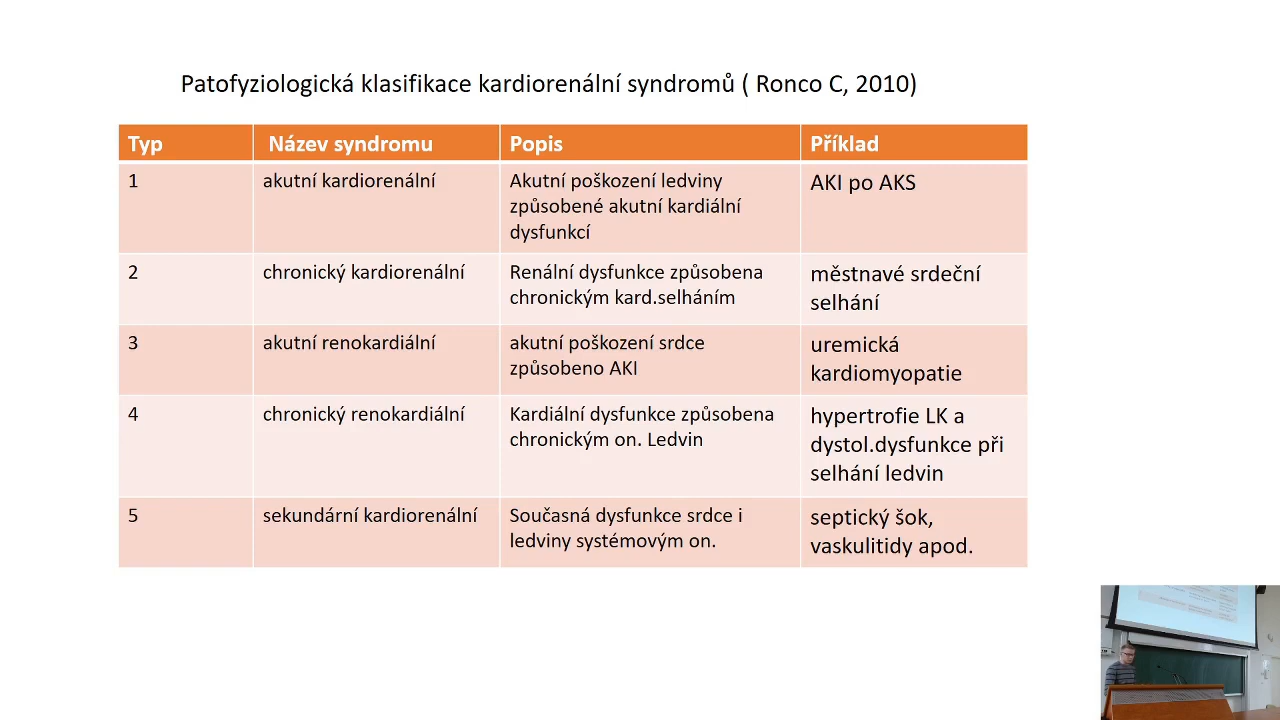 Patofyziologická klasifikace kardiorenální syndromů ( Ronco C, 2010)
Typ
Název syndromu
Popis
Příklad
1
akutní kardiorenální
Akutní poškození ledviny
způsobené akutní kardiální
dysfunkcí
AKI po AKS
2
chronický kardiorenální
Renální dysfunkce způsobena
chronickým kard.selháním
městnavé srdeční
selhání
3
akutní renokardiální
akutní poškození srdce
způsobeno AKI
uremická
kardiomyopatie
4
chronický renokardiální
Kardiální dysfunkce způsobena
chronickým on. Ledvin
hypertrofie LK a
dystol.dysfunkce při
selhání ledvin
5
sekundární kardiorenální
Současná dysfunkce srdce i
ledviny systémovým on.
septický šok,
vaskulitidy apod.